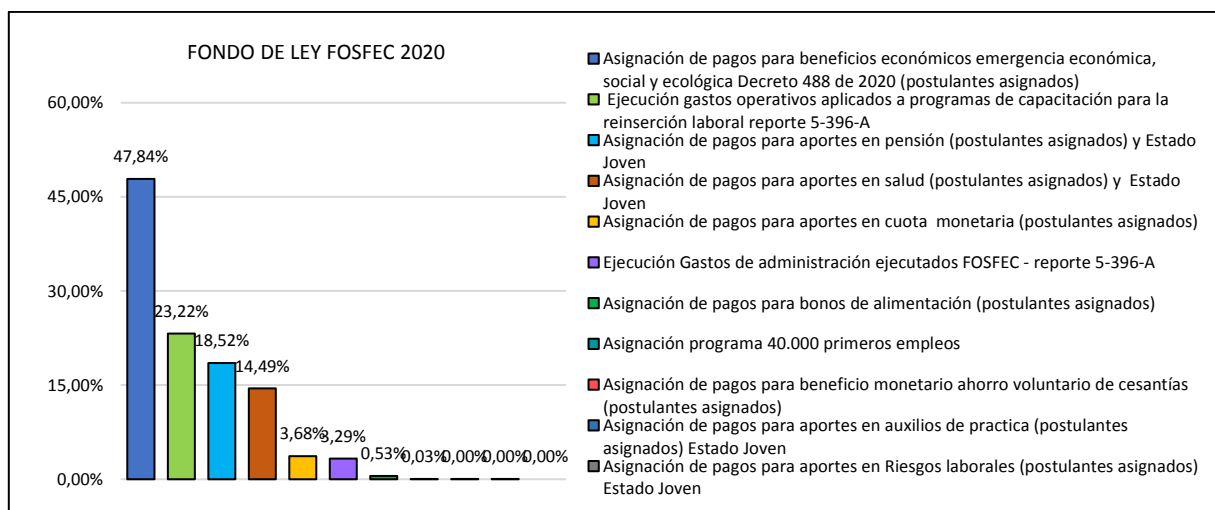 FONDO DE LEY FOSFEC 2020
60,00%
45,00%
30,00%
15,00%
0,00%
47,84%
23,22%
18,52%
14,49%
3,68%
3,29%
0,53%
0,03%
0,00%
0,00%
0,00%
Asignación de pagos para beneficios económicos emergencia económica,
social y ecológica Decreto 488 de 2020 (postulantes asignados)
Ejecución gastos operativos aplicados a programas de capacitación para la
reinserción laboral reporte 5-396-A
Asignación de pagos para aportes en pensión (postulantes asignados) y Estado
Joven
Asignación de pagos para aportes en salud (postulantes asignados) y Estado
Joven
Asignación de pagos para aportes en cuota monetaria (postulantes asignados)
Ejecución Gastos de administración ejecutados FOSFEC - reporte 5-396-A
Asignación de pagos para bonos de alimentación (postulantes asignados)
Asignación programa 40.000 primeros empleos
Asignación de pagos para beneficio monetario ahorro voluntario de cesantías
(postulantes asignados)
Asignación de pagos para aportes en auxilios de practica (postulantes
asignados) Estado Joven
Asignación de pagos para aportes en Riesgos laborales (postulantes asignados)
Estado Joven